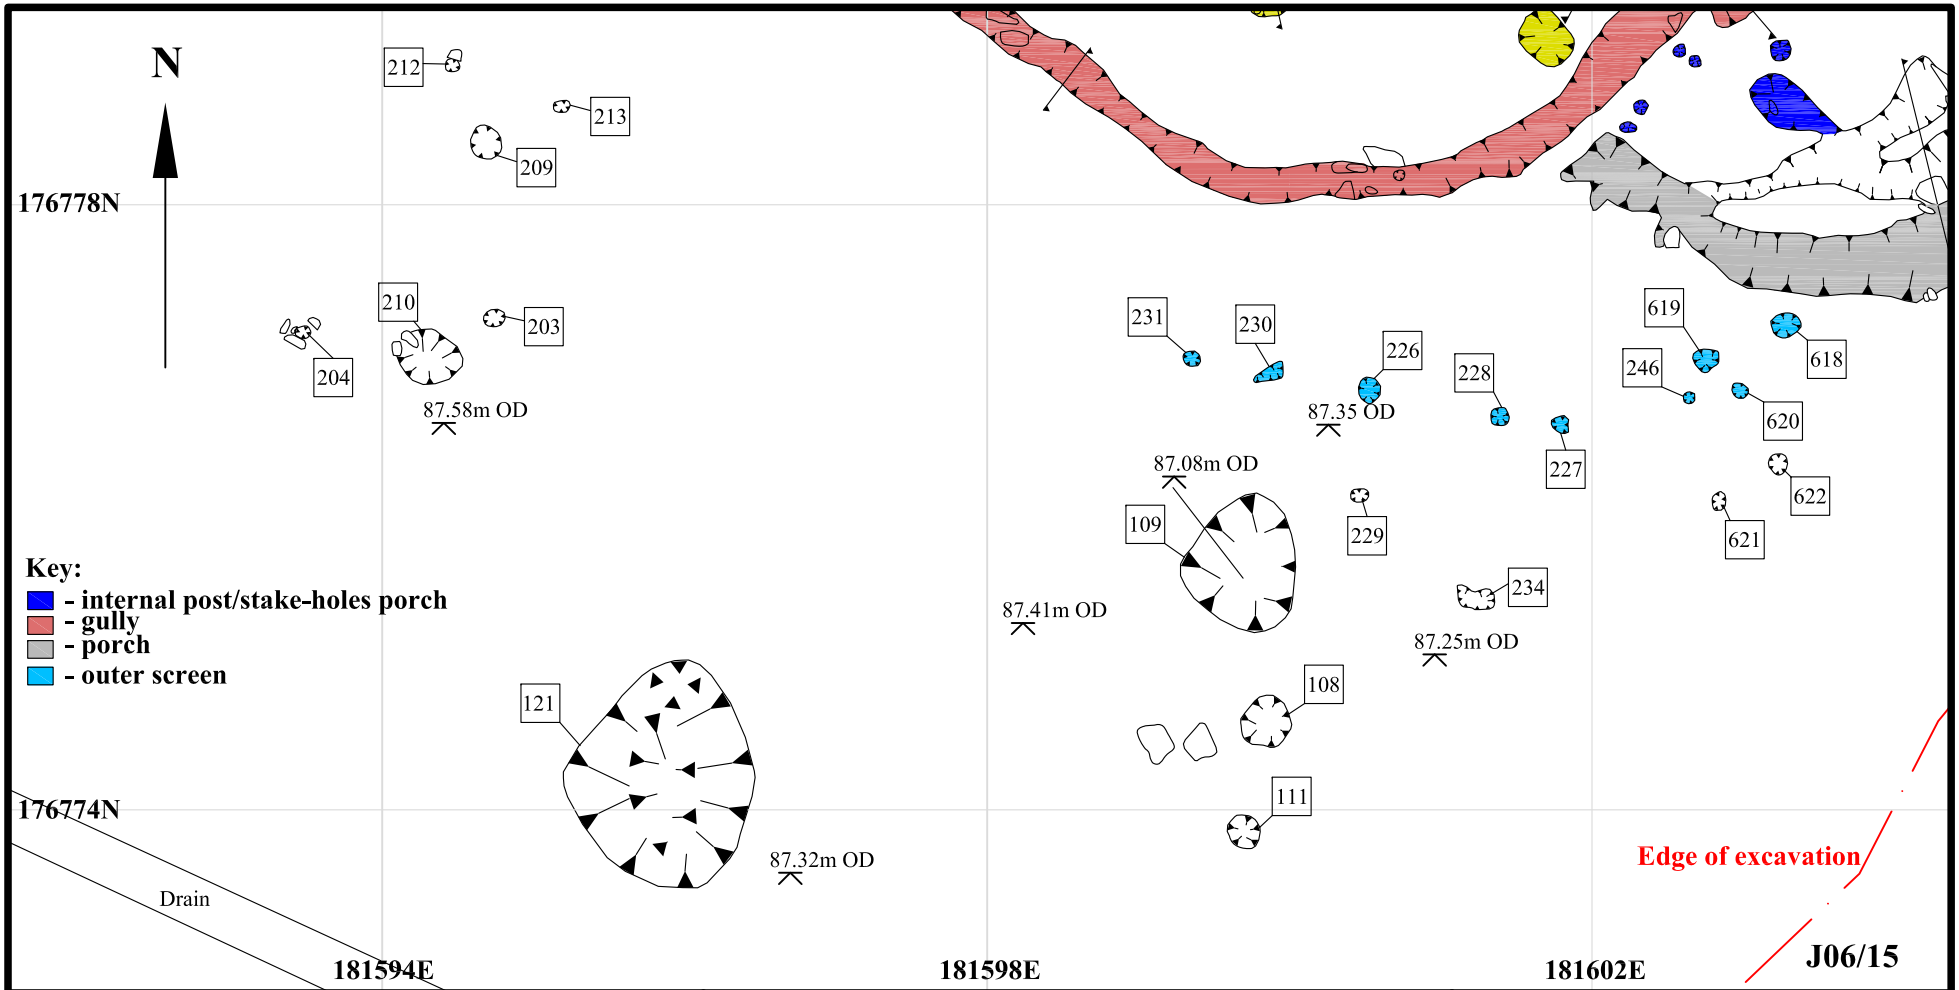 N
212
213
209
176778N
210
203
204
87.58m OD
231
230
226
228
619
246
618
620
87.35 OD
227
87.08m OD
109
229
622
621
234
Key:
- internal post/stake-holes porch
- gully
- porch
- outer screen
87.41m OD
87.25m OD
121
108
111
176774N
87.32m OD
Edge of excavation
Drain
181594E
181598E
181602E
J06/15